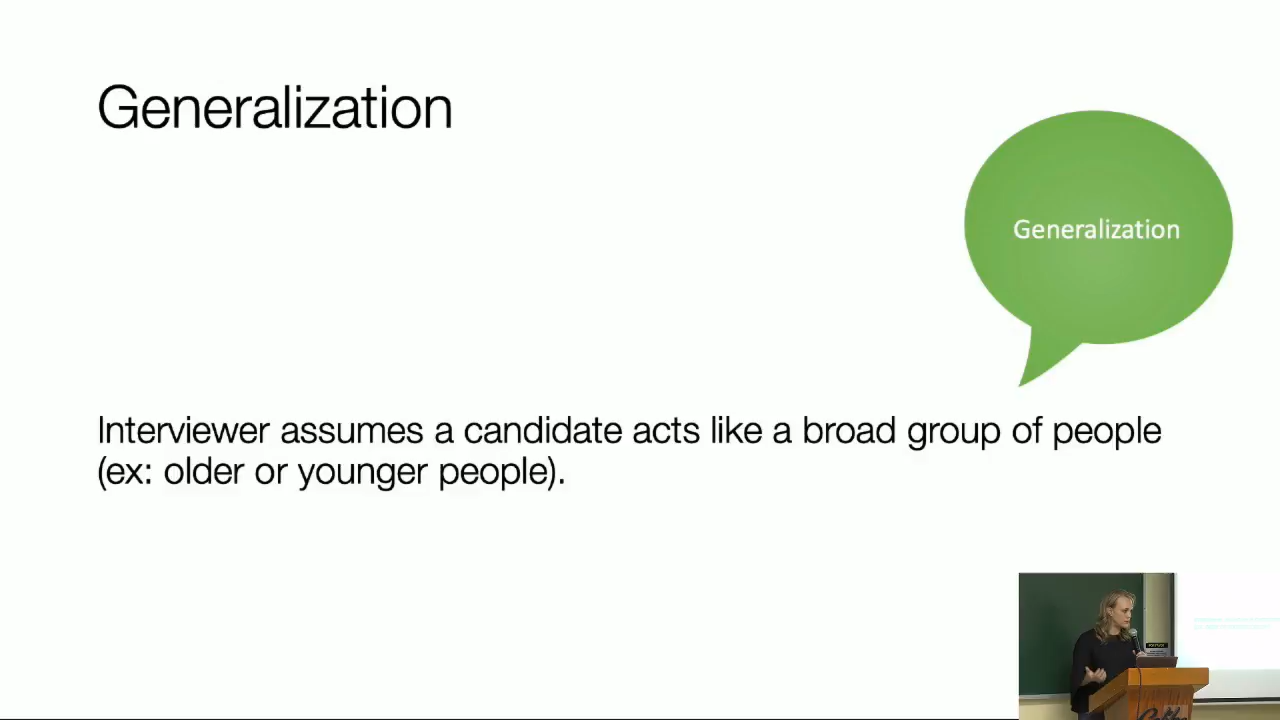 Generalization
Generalization
Interviewer assumes a candidate acts like a broad group of people
(ex: older or younger people).